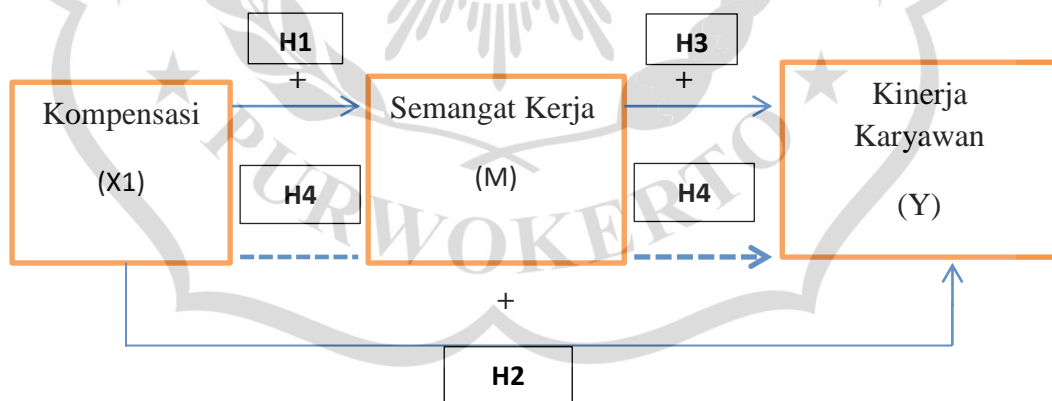 H1
+
H3
+
Kompensasi
(X1)
Semangat Kerja
(M)
Kinerja
Karyawan
(Y)
H4
H4
PURWOKERTO
+
H2